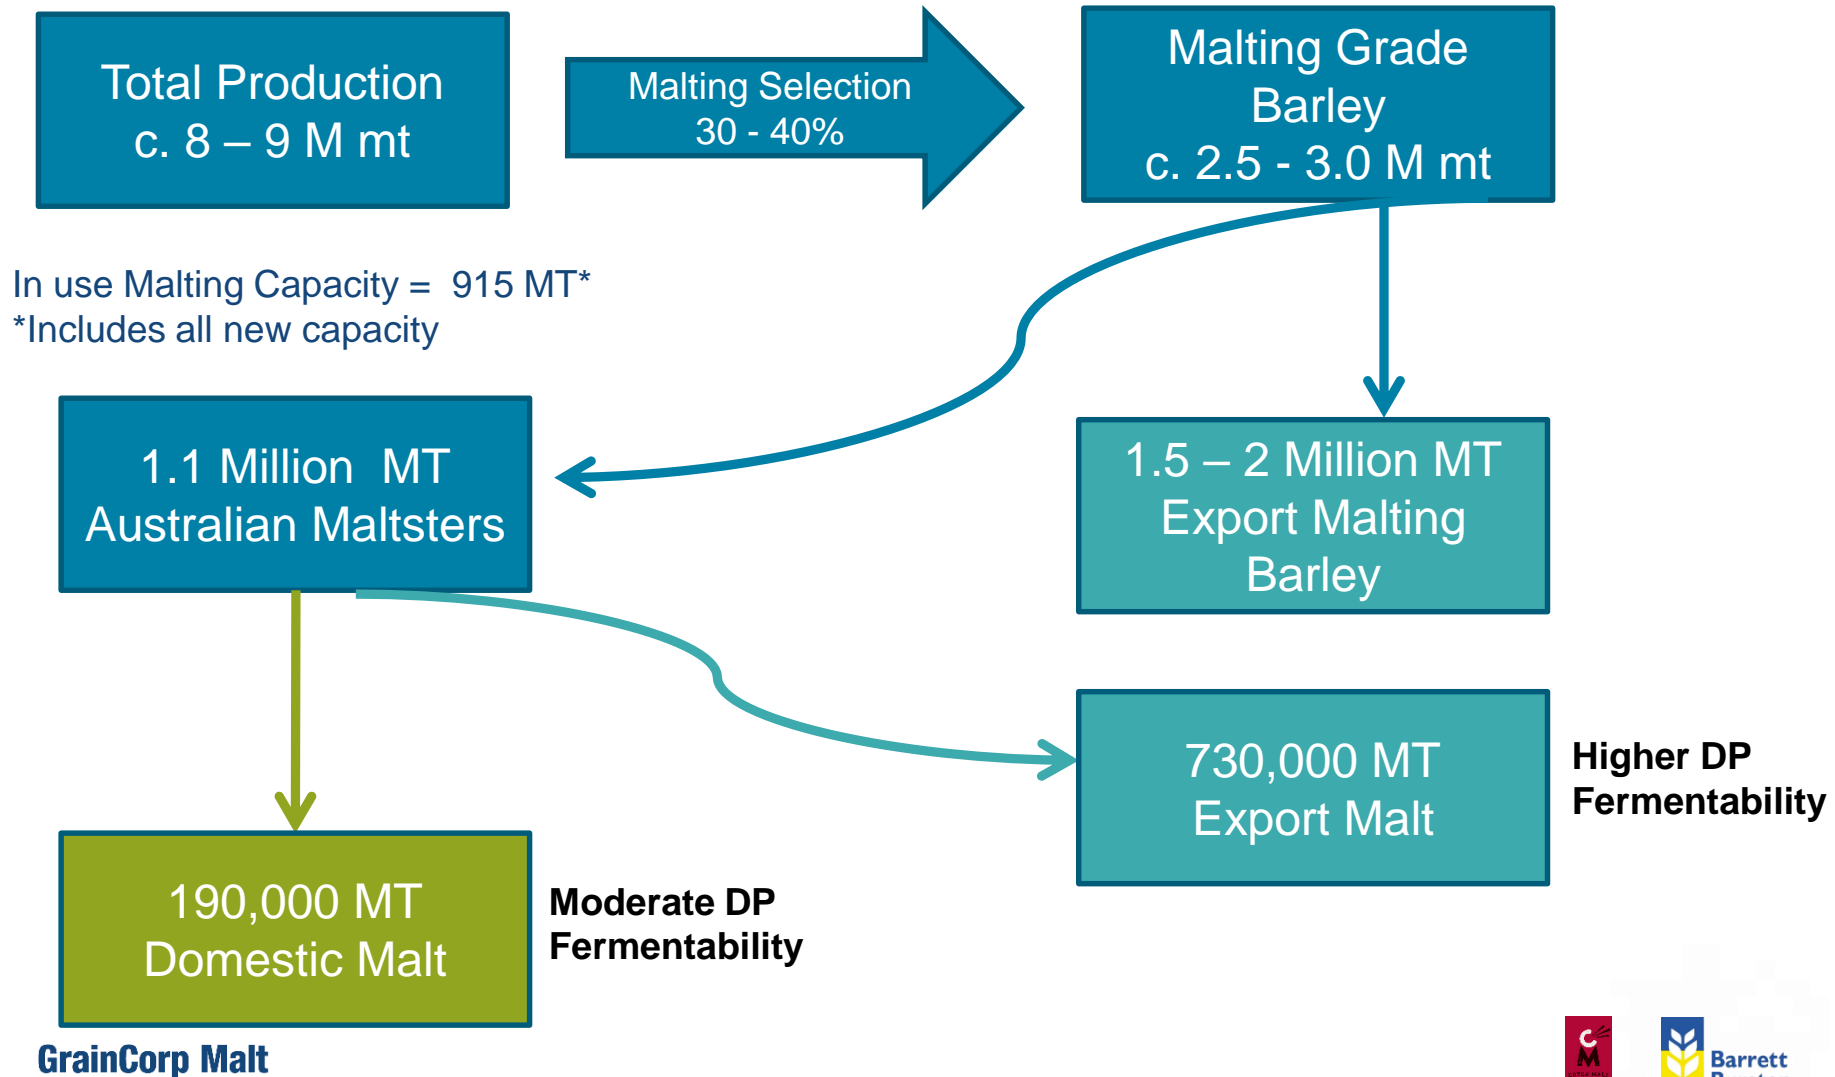 Total Production
c. 8 – 9 M mt
Malting Selection
30 - 40%
Malting Grade
Barley
c. 2.5 - 3.0 M mt
In use Malting Capacity =  915 MT*
*Includes all new capacity
1.1 Million  MT
Australian Maltsters
1.5 – 2 Million MT
Export Malting
Barley
730,000 MT
Export Malt
Higher DP
Fermentability
190,000 MT
Domestic Malt
Moderate DP
Fermentability
GrainCorp Malt
CM
Barrett